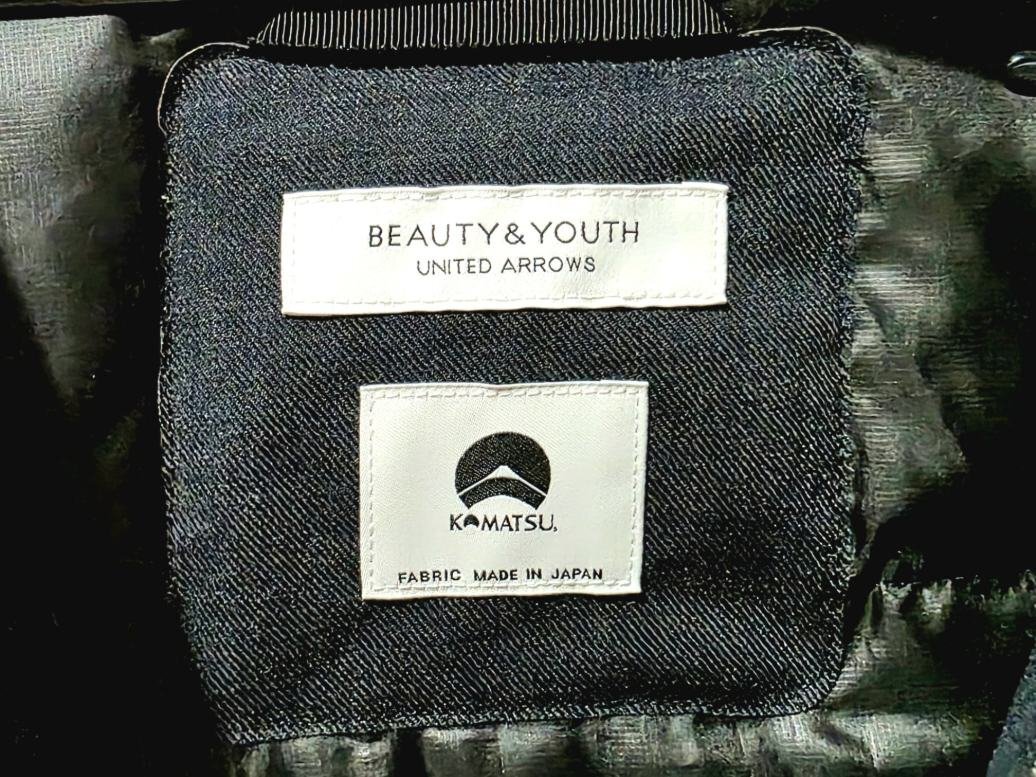 BEAUTY&YOUTH
UNITED ARROWS
KOMATSU.
FABRIC MADE IN JAPAN